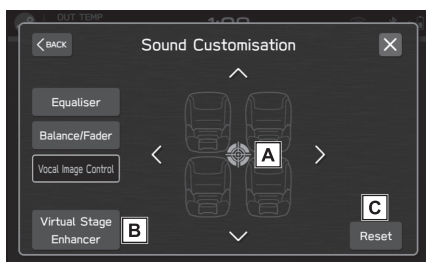 OUT TEMP
BACK
Sound Customisation
Equaliser
Balance/Fader
Vocal Image Control
A
Virtual Stage
Enhancer
B
C
Reset